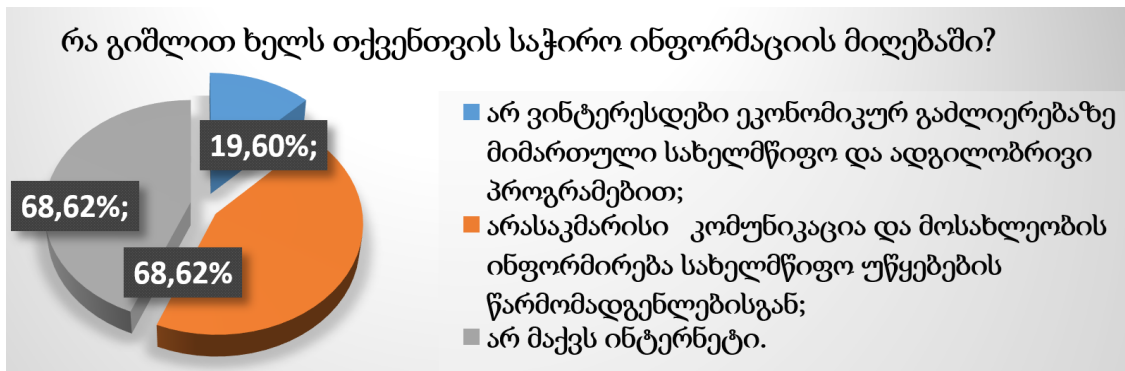 რა გიშლით ხელს თქვენთვის საჭირო ინფორმაციის მიღებაში?
19,60%;
68,62%;
68,62%
არ ვინტერესდები ეკონომიკურ გაძლიერებაზე
მიმართული სახელმწიფო და ადგილობრივი
პროგრამებით;
არასაკმარისი კომუნიკაცია და მოსახლეობის
ინფორმირება სახელმწიფო უწყებების
წარმომადგენლებისგან;
არ მაქვს ინტერნეტი.